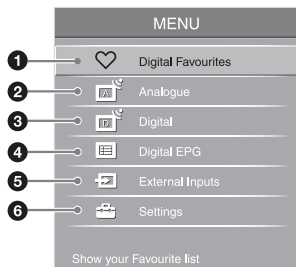 MENU
1 Digital Favourites
2 A Analogue
3 D Digital
4 Digital EPG
5 External Inputs
6 Settings
Show your Favourite list